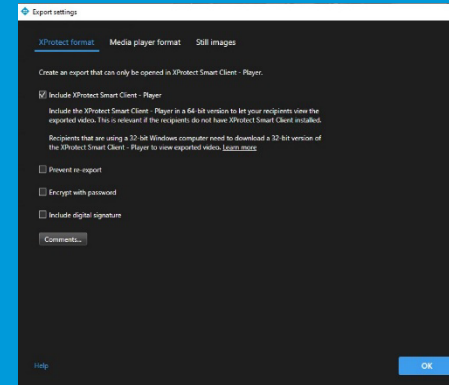 Export settings
XProtect format Media player format Still images
Create an export that can only be opened in XProtect Smart Client - Player.
Include XProtect Smart Client - Player
Include the XProtect Smart Client - Player in a 64-bit version to let your recipients view the
exported video. This is relevant if the recipients do not have XProtect Smart Client installed.
Recipients that are using a 32-bit Windows computer need to download a 32-bit version of
the XProtect Smart Client - Player to view exported video. Learn more
Prevent re-export
Encrypt with password
Include digital signature
Comments...
Help
OK